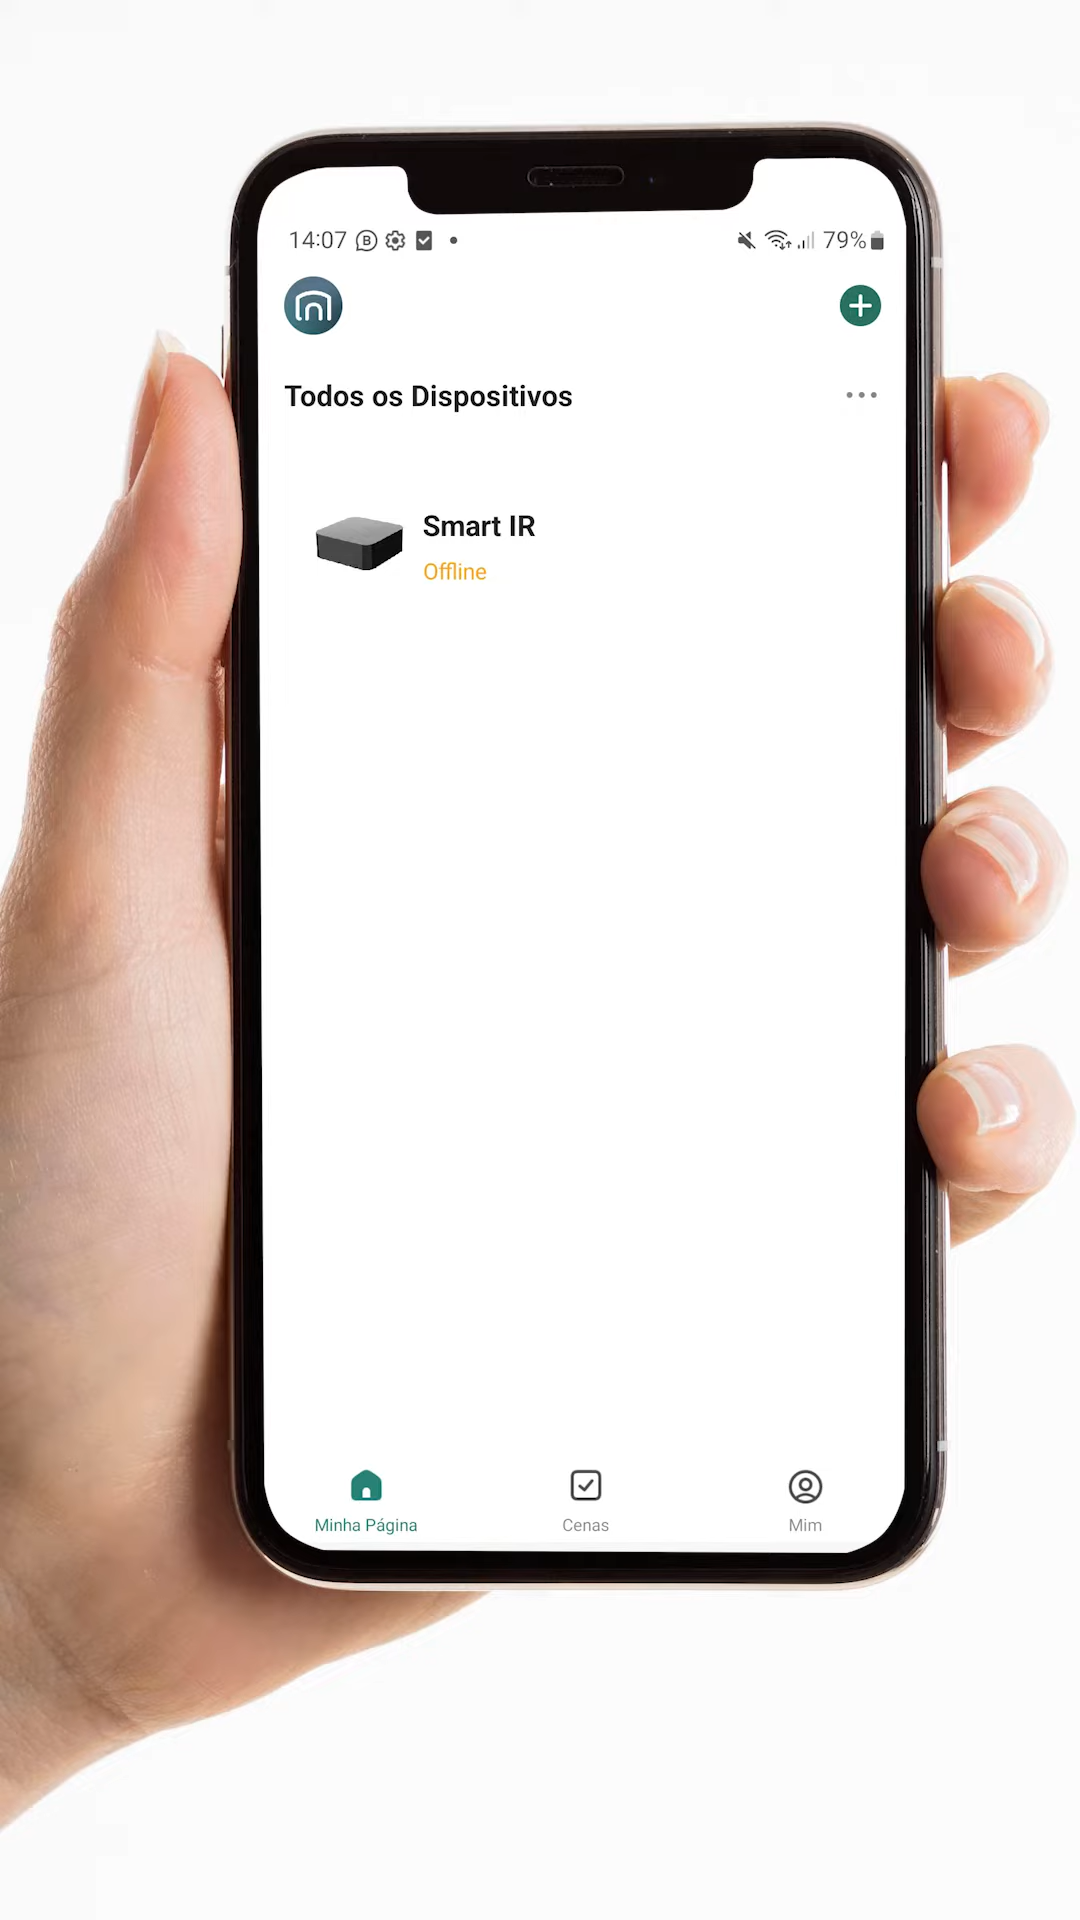 14:07 79%
Todos os Dispositivos
Smart IR
Offline
Minha Página Cenas Mim